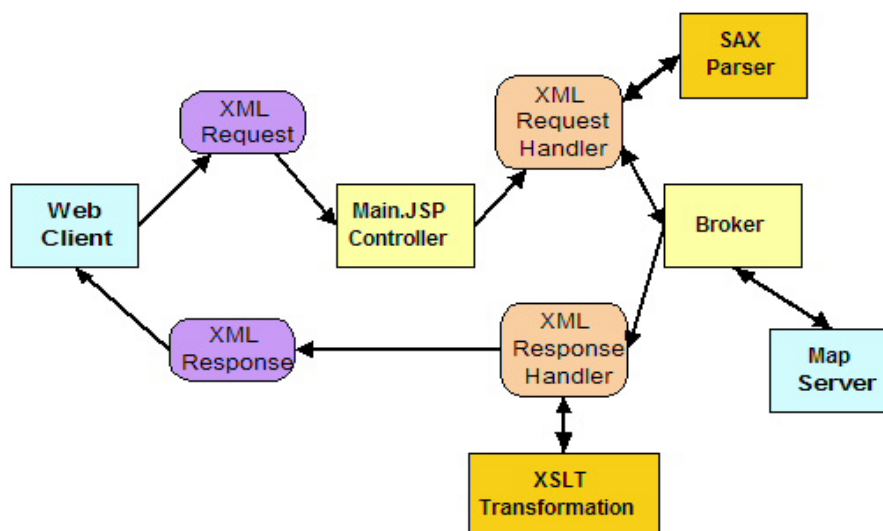 SAX
Parser
XML
Request
XML
Request
Handler
Web
Client
Main.JSP
Controller
Broker
XML
Response
XML
Response
Handler
Map
Server
XSLT
Transformation